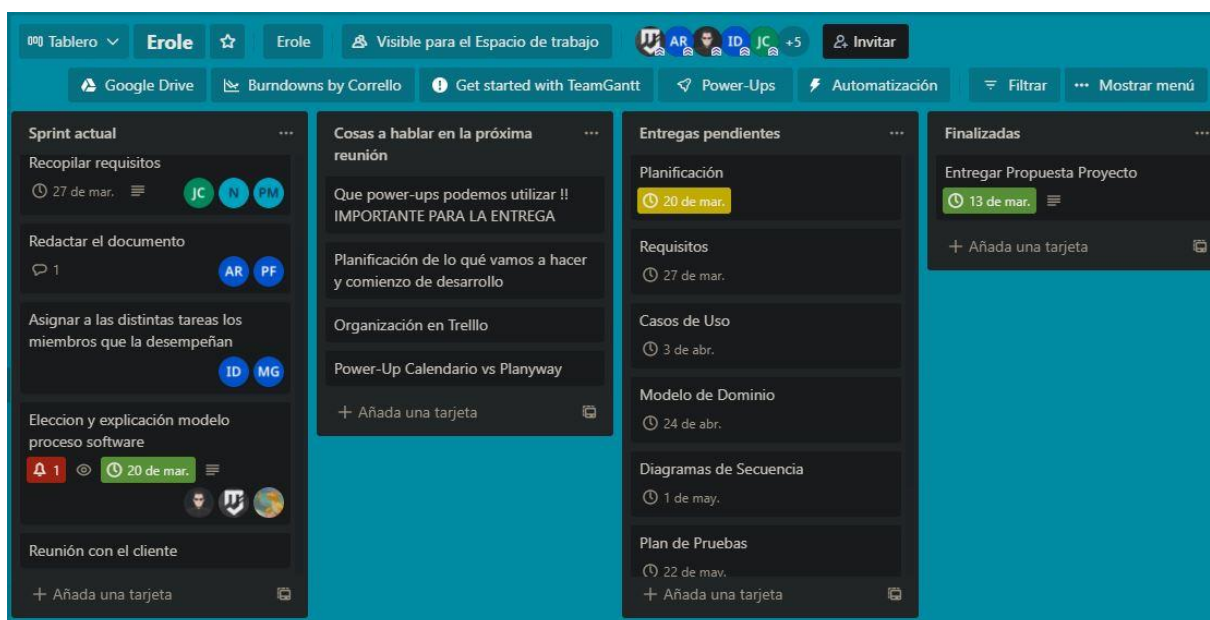 Tablero
Erole
Erole
Visible para el Espacio de trabajo
AR
ID
JC
+5
Invitar
Google Drive
Burndowns by Corrello
Get started with TeamGantt
Power-Ups
Automatización
Filtrar
Mostrar menú
Sprint actual
Recopilar requisitos
27 de mar.
JC
N
PM
Redactar el documento
1
AR
PF
Asignar a las distintas tareas los
miembros que la desempeñan
ID
MG
Eleccion y explicación modelo
proceso software
1
20 de mar.
Reunión con el cliente
Añada una tarjeta
Cosas a hablar en la próxima
reunión
Que power-ups podemos utilizar !!
IMPORTANTE PARA LA ENTREGA
Planificación de lo qué vamos a hacer
y comienzo de desarrollo
Organización en Trelllo
Power-Up Calendario vs Planyway
Añada una tarjeta
Entregas pendientes
Planificación
20 de mar.
Requisitos
27 de mar.
Casos de Uso
3 de abr.
Modelo de Dominio
24 de abr.
Diagramas de Secuencia
1 de may.
Plan de Pruebas
22 de may.
Añada una tarjeta
Finalizadas
Entregar Propuesta Proyecto
13 de mar.
Añada una tarjeta